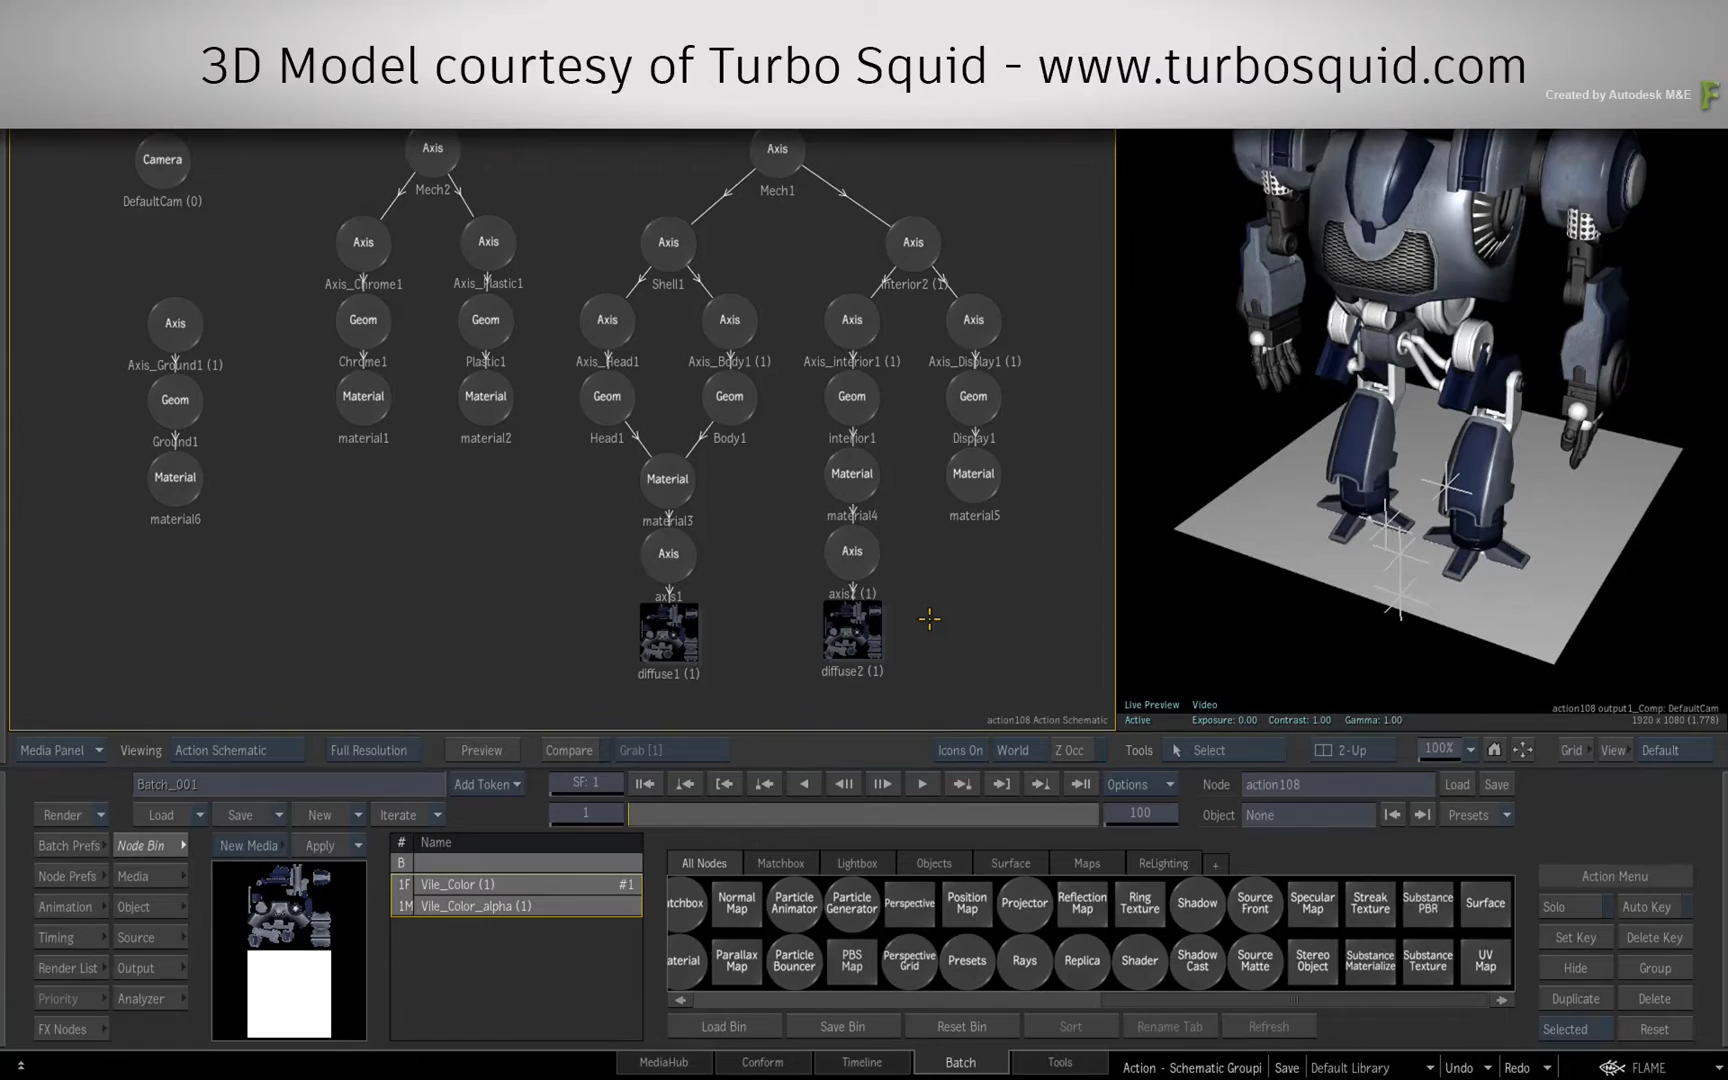 3D Model courtesy of Turbo Squid - www.turbosquid.com
Created by Autodesk M&E
Camera
DefaultCam (0)
Axis
Mech2
Axis
Mech1
Axis
Axis_Chrome1
Axis
Axis_Plastic1
Axis
Shell1
Axis
Interior2 (1)
Axis
Axis_Ground1 (1)
Geom
Chrome1
Geom
Plastic1
Axis
Axis_Head1
Axis
Axis_Body1 (1)
Axis
Axis_interior1 (1)
Axis
Axis_Display1 (1)
Geom
Ground1
Material
material1
Material
material2
Geom
Head1
Geom
Body1
Geom
interior1
Geom
Display1
Material
material6
Material
material3
Material
material4
Material
material5
Axis
axis1
Axis
axis2 (1)
diffuse1 (1)
diffuse2 (1)
action108 Action Schematic
Live Preview Video
Active Exposure: 0.00 Contrast: 1.00 Gamma: 1.00
action108 output1_Comp: DefaultCam
1920 x 1080 (1.778)
Media Panel Viewing Action Schematic Full Resolution Preview Compare Grab [1] Icons On World Z Occ Tools Select 2-Up 100% Grid View Default
Batch_001 Add Token SF: 1 Options Node action108 Load Save
Render Load Save New Iterate 1 100 Object None Presets
Batch Prefs Node Bin New Media Apply
# Name
B
1F Vile_Color (1) #1
1M Vile_Color_alpha (1)
Node Prefs Media
Animation Object
Timing Source
Render List Output
Priority Analyzer
FX Nodes
All Nodes Matchbox Lightbox Objects Surface Maps ReLighting +
tchbox Normal Map Particle Animator Particle Generator Perspective Position Map Projector Reflection Map Ring Texture Shadow Source Front Specular Map Streak Texture Substance PBR Surface
aterial Parallax Map Particle Bouncer PBS Map Perspective Grid Presets Rays Replica Shader Shadow Cast Source Matte Stereo Object Substance Materialize Substance Texture UV Map
Load Bin Save Bin Reset Bin Sort Rename Tab Refresh
Action Menu
Solo Auto Key
Set Key Delete Key
Hide Group
Duplicate Delete
Selected Reset
MediaHub Conform Timeline Batch Tools Action - Schematic Groupi Save Default Library Undo Redo FLAME